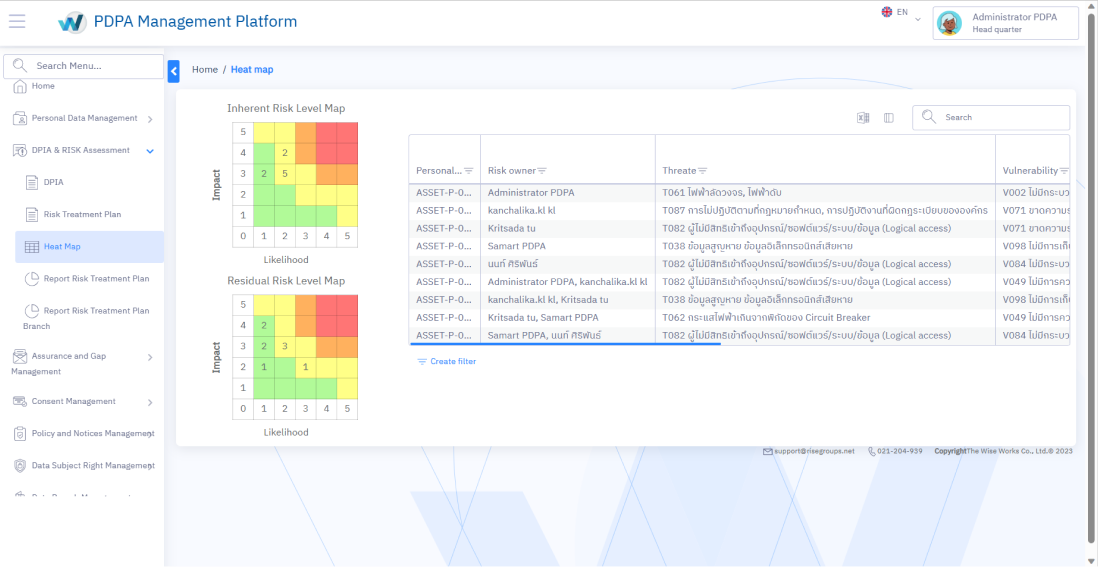 PDPA Management Platform
EN
Administrator PDPA
Head quarter
Search Menu...
Home
Personal Data Management
DPIA & RISK Assessment
DPIA
Risk Treatment Plan
Heat Map
Report Risk Treatment Plan
Report Risk Treatment Plan
Branch
Assurance and Gap
Management
Consent Management
Policy and Notices Management
Data Subject Right Management
Home / Heat map
Inherent Risk Level Map
Impact
5
4 2
3 2 5
2
1
0 1 2 3 4 5
Likelihood
Residual Risk Level Map
Impact
5
4 2
3 2 3
2 1 1
1
0 1 2 3 4 5
Likelihood
Search
Personal... Risk owner Threate Vulnerability
ASSET-P-0... Administrator PDPA T061 ไฟฟ้าลัดวงจร, ไฟฟ้าดับ V002 ไม่มีกระบว
ASSET-P-0... kanchalika.kl kl T087 การไม่ปฏิบัติตามที่กฎหมายกำหนด, การปฏิบัติงานที่ผิดกฎระเบียบขององค์กร V071 ขาดความร
ASSET-P-0... Kritsada tu T082 ผู้ไม่มีสิทธิเข้าถึงอุปกรณ์/ซอฟต์แวร์/ระบบ/ข้อมูล (Logical access) V071 ขาดความร
ASSET-P-0... Samart PDPA T038 ข้อมูลสูญหาย ข้อมูลอิเล็กทรอนิกส์เสียหาย V098 ไม่มีการเก็
ASSET-P-0... นนท์ ศิริพันธ์ T082 ผู้ไม่มีสิทธิเข้าถึงอุปกรณ์/ซอฟต์แวร์/ระบบ/ข้อมูล (Logical access) V084 ไม่มีกระบว
ASSET-P-0... Administrator PDPA, kanchalika.kl kl T082 ผู้ไม่มีสิทธิเข้าถึงอุปกรณ์/ซอฟต์แวร์/ระบบ/ข้อมูล (Logical access) V049 ไม่มีการคว
ASSET-P-0... kanchalika.kl kl, Kritsada tu T038 ข้อมูลสูญหาย ข้อมูลอิเล็กทรอนิกส์เสียหาย V098 ไม่มีการเก็
ASSET-P-0... Kritsada tu, Samart PDPA T062 กระแสไฟฟ้าเกินจากพิกัดของ Circuit Breaker V049 ไม่มีการคว
ASSET-P-0... Samart PDPA, นนท์ ศิริพันธ์ T082 ผู้ไม่มีสิทธิเข้าถึงอุปกรณ์/ซอฟต์แวร์/ระบบ/ข้อมูล (Logical access) V084 ไม่มีกระบว
Create filter
support@risegroups.net 021-204-939 CopyrightThe Wise Works Co., Ltd.© 2023